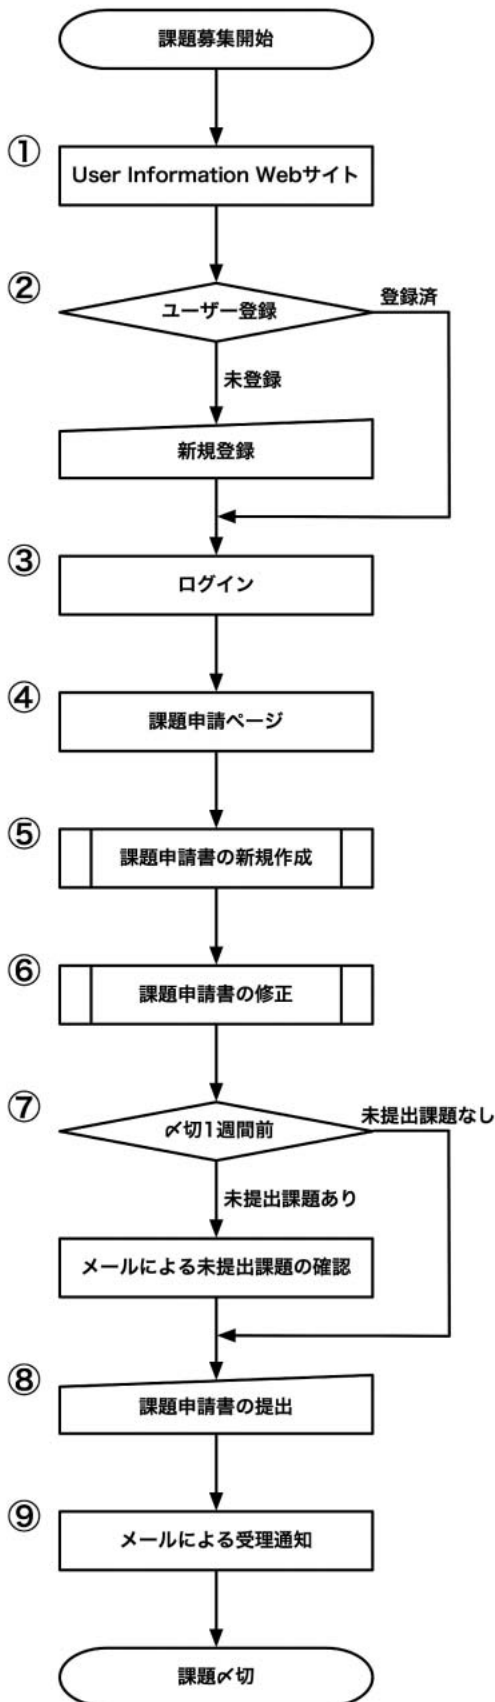 課題募集開始
①
User Information Webサイト
②
ユーザー登録
登録済
未登録
新規登録
③
ログイン
④
課題申請ページ
⑤
課題申請書の新規作成
⑥
課題申請書の修正
⑦
〆切1週間前
未提出課題なし
未提出課題あり
メールによる未提出課題の確認
⑧
課題申請書の提出
⑨
メールによる受理通知
課題〆切